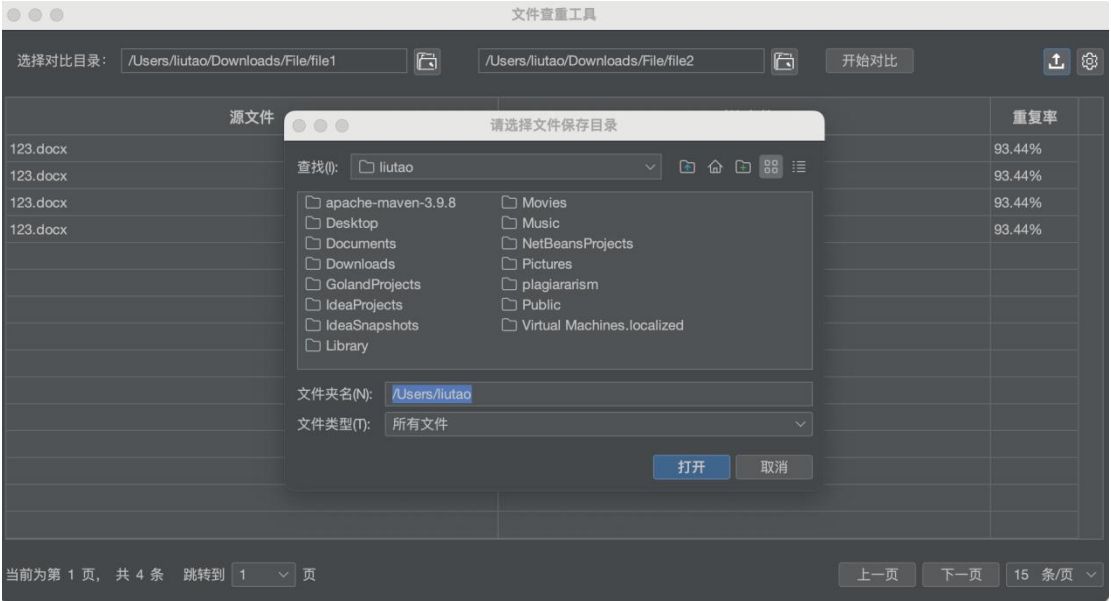 文件查重工具
选择对比目录: /Users/liutao/Downloads/File/file1 /Users/liutao/Downloads/File/file2 开始对比
源文件 重复率
123.docx 93.44%
123.docx 93.44%
123.docx 93.44%
123.docx 93.44%
请选择文件保存目录
查找(I): liutao
apache-maven-3.9.8 Movies
Desktop Music
Documents NetBeansProjects
Downloads Pictures
GolandProjects plagiararism
IdeaProjects Public
IdeaSnapshots Virtual Machines.localized
Library
文件夹名(N): /Users/liutao
文件类型(T): 所有文件
打开 取消
当前为第 1 页, 共 4 条 跳转到 1 页 上一页 下一页 15 条/页